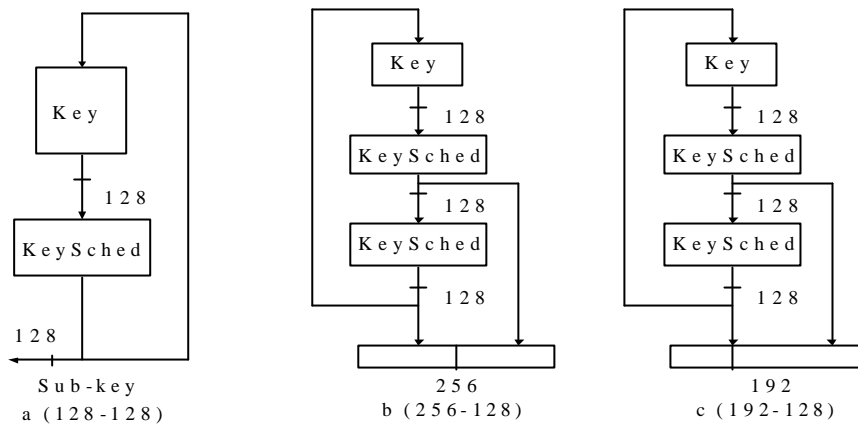 Key
128
KeySched
128
Sub-key
a (128-128)
Key
128
KeySched
128
KeySched
128
256
b (256-128)
Key
128
KeySched
128
KeySched
128
192
c (192-128)